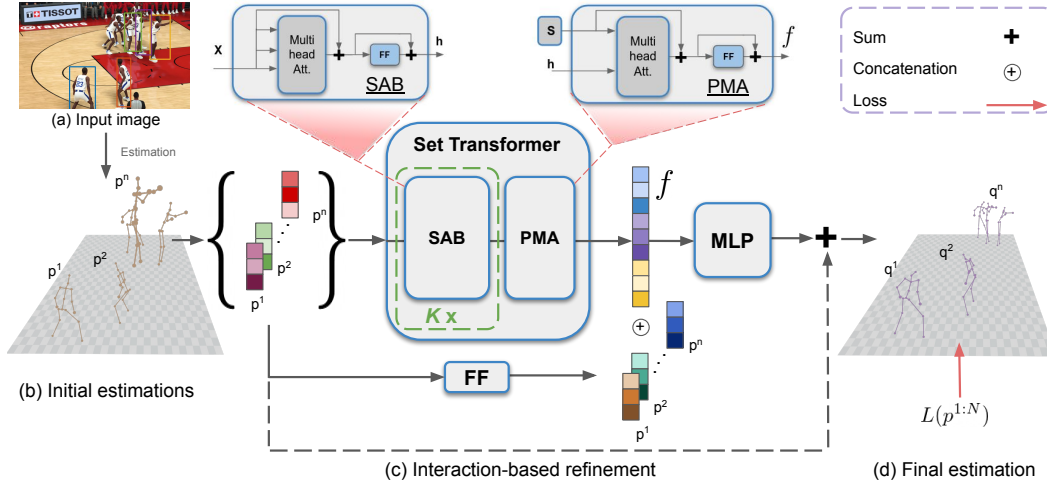 TISSOT
raptors
(a) Input image
Estimation
X
Multi
head
Att.
FF
h
SAB
S
h
Multi
head
Att.
FF
f
PMA
Sum
Concatenation
Loss
Set Transformer
SAB
PMA
K x
p^n
p^1
p^2
p^n
p^2
p^1
f
MLP
p^n
p^2
p^1
FF
q^n
q^1
q^2
L(p^{1:N})
(b) Initial estimations
(c) Interaction-based refinement
(d) Final estimation